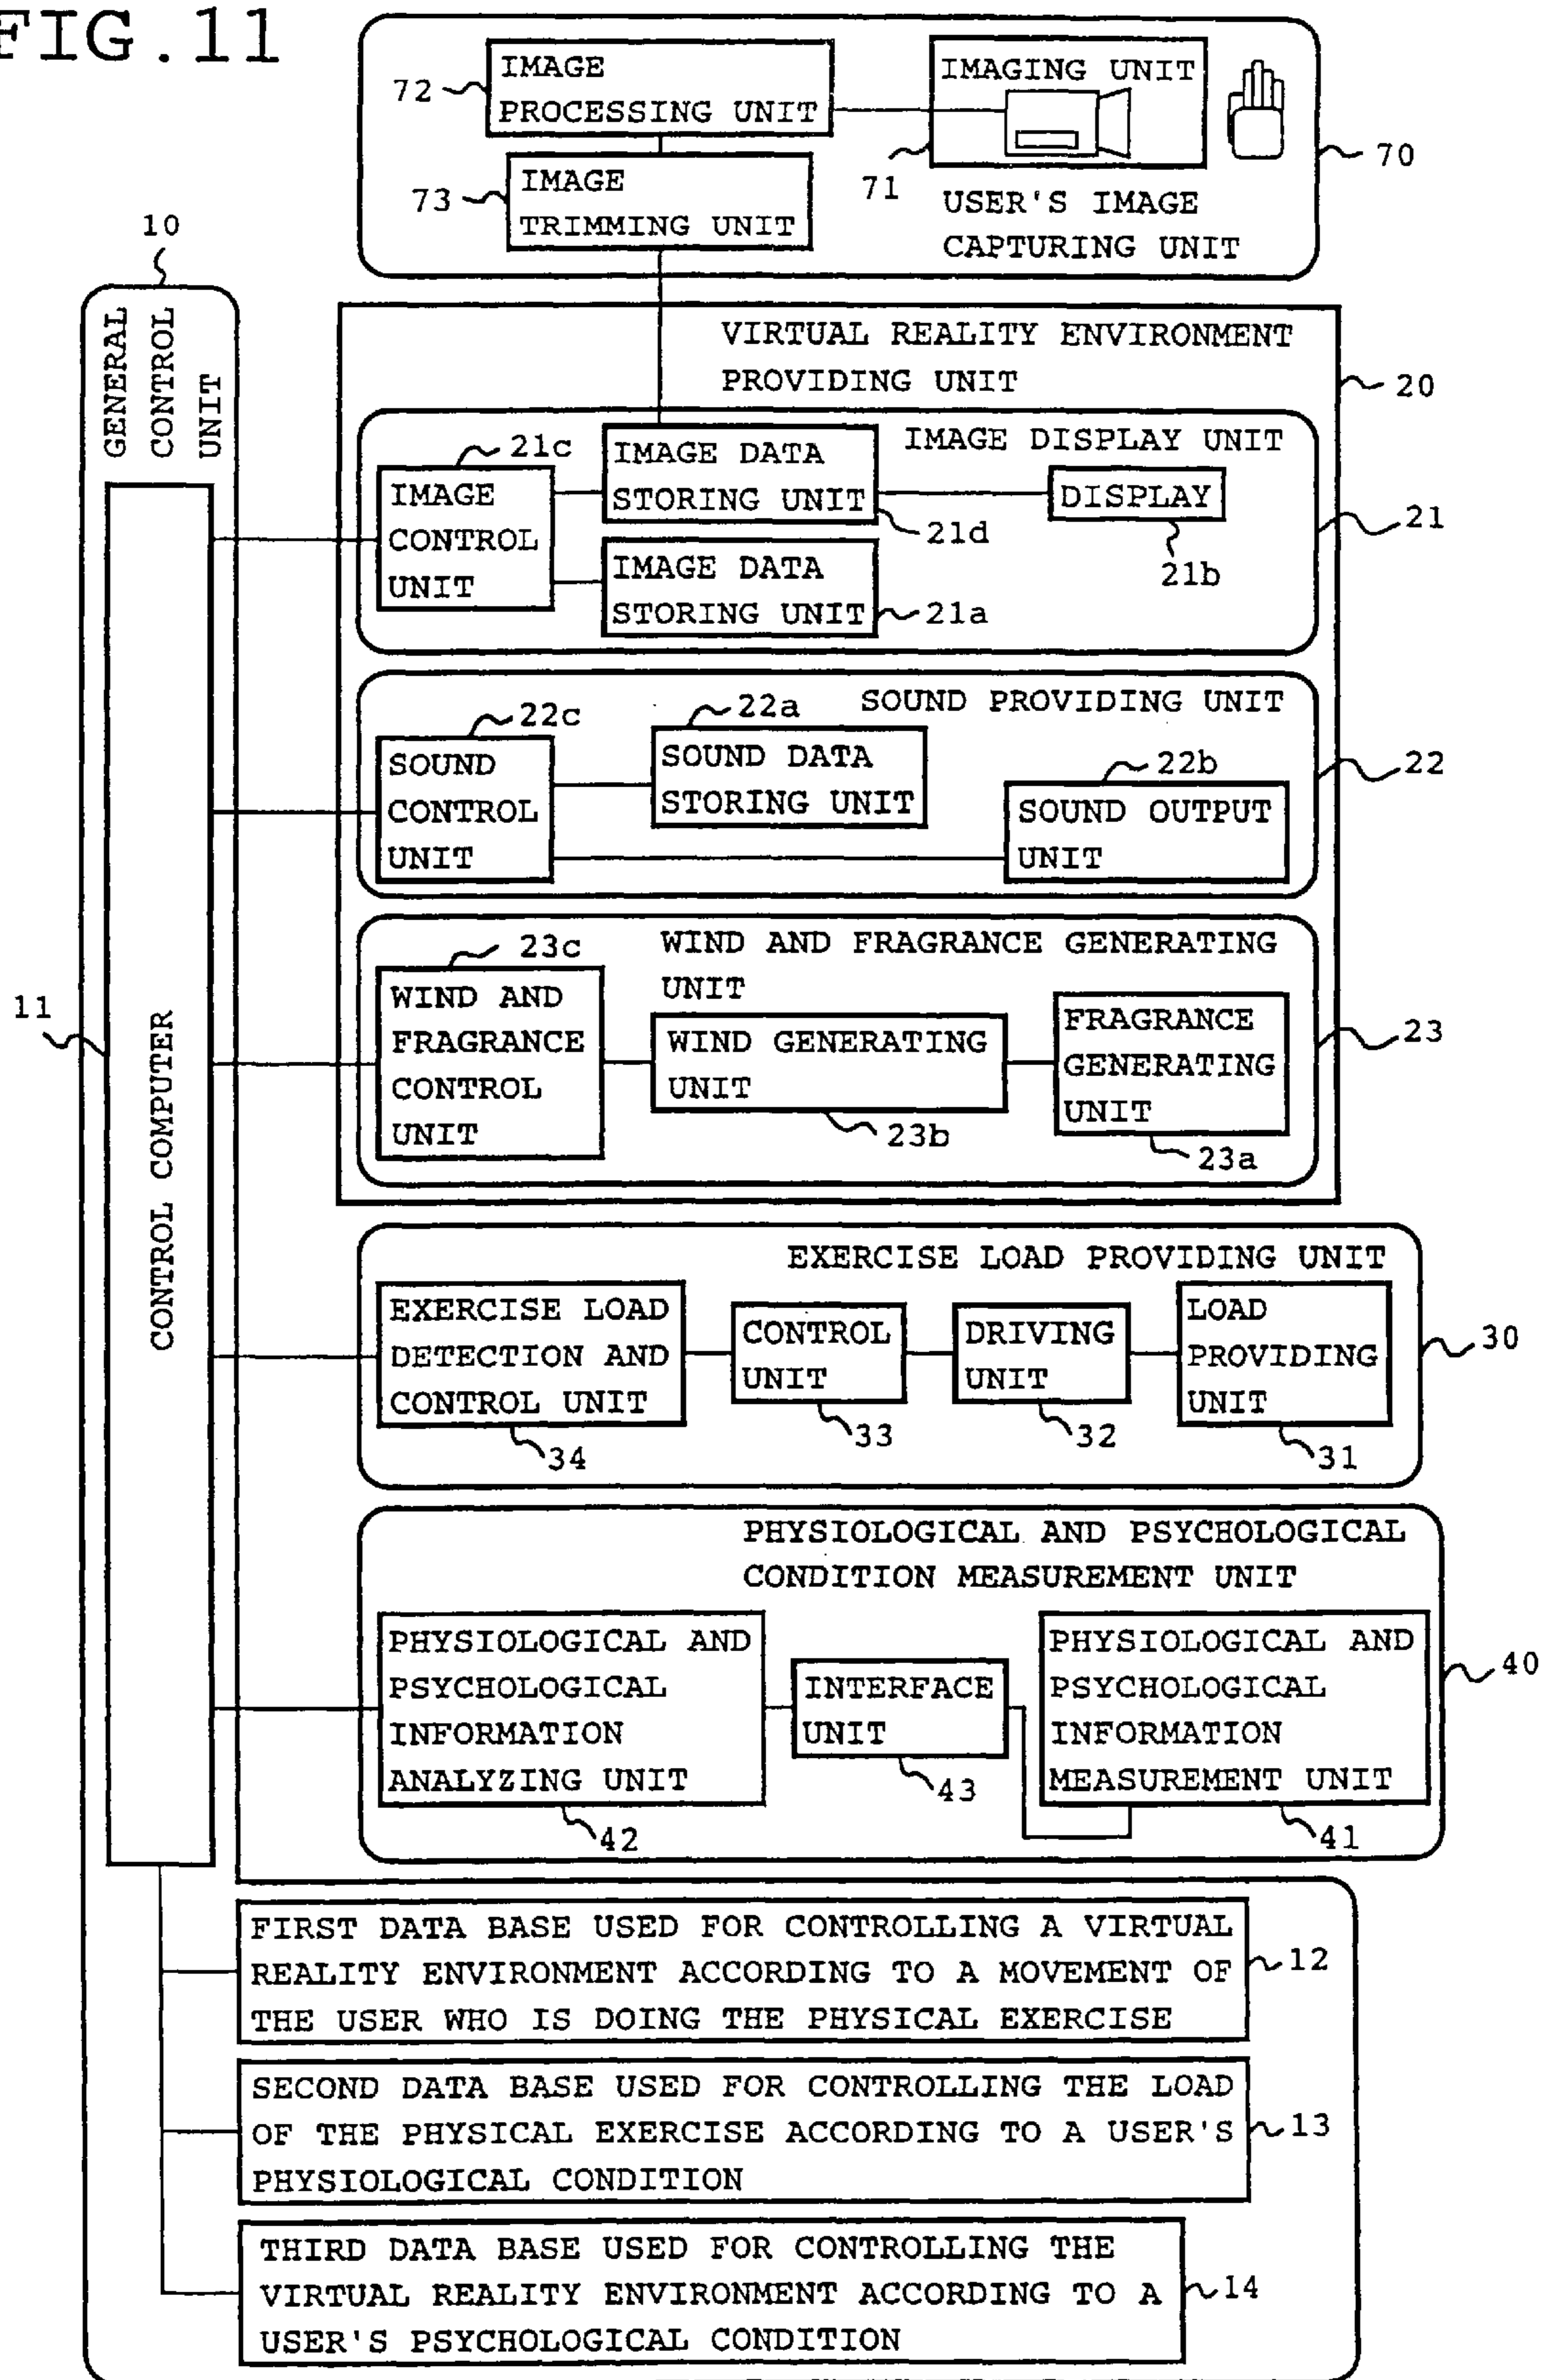 FIG.11
IMAGE
PROCESSING UNIT
72
IMAGING UNIT
71
70
IMAGE
TRIMMING UNIT
73
USER'S IMAGE
CAPTURING UNIT
10
GENERAL
CONTROL
UNIT
11
CONTROL COMPUTER
VIRTUAL REALITY ENVIRONMENT
PROVIDING UNIT
20
IMAGE DISPLAY UNIT
21
21c
IMAGE
CONTROL
UNIT
IMAGE DATA
STORING UNIT
21d
DISPLAY
21b
IMAGE DATA
STORING UNIT
21a
SOUND PROVIDING UNIT
22
22c
SOUND
CONTROL
UNIT
22a
SOUND DATA
STORING UNIT
22b
SOUND OUTPUT
UNIT
WIND AND FRAGRANCE GENERATING
UNIT
23
23c
WIND AND
FRAGRANCE
CONTROL
UNIT
WIND GENERATING
UNIT
23b
FRAGRANCE
GENERATING
UNIT
23a
EXERCISE LOAD PROVIDING UNIT
30
EXERCISE LOAD
DETECTION AND
CONTROL UNIT
34
CONTROL
UNIT
33
DRIVING
UNIT
32
LOAD
PROVIDING
UNIT
31
PHYSIOLOGICAL AND PSYCHOLOGICAL
CONDITION MEASUREMENT UNIT
40
PHYSIOLOGICAL AND
PSYCHOLOGICAL
INFORMATION
ANALYZING UNIT
42
INTERFACE
UNIT
43
PHYSIOLOGICAL AND
PSYCHOLOGICAL
INFORMATION
MEASUREMENT UNIT
41
FIRST DATA BASE USED FOR CONTROLLING A VIRTUAL
REALITY ENVIRONMENT ACCORDING TO A MOVEMENT OF
THE USER WHO IS DOING THE PHYSICAL EXERCISE
12
SECOND DATA BASE USED FOR CONTROLLING THE LOAD
OF THE PHYSICAL EXERCISE ACCORDING TO A USER'S
PHYSIOLOGICAL CONDITION
13
THIRD DATA BASE USED FOR CONTROLLING THE
VIRTUAL REALITY ENVIRONMENT ACCORDING TO A
USER'S PSYCHOLOGICAL CONDITION
14